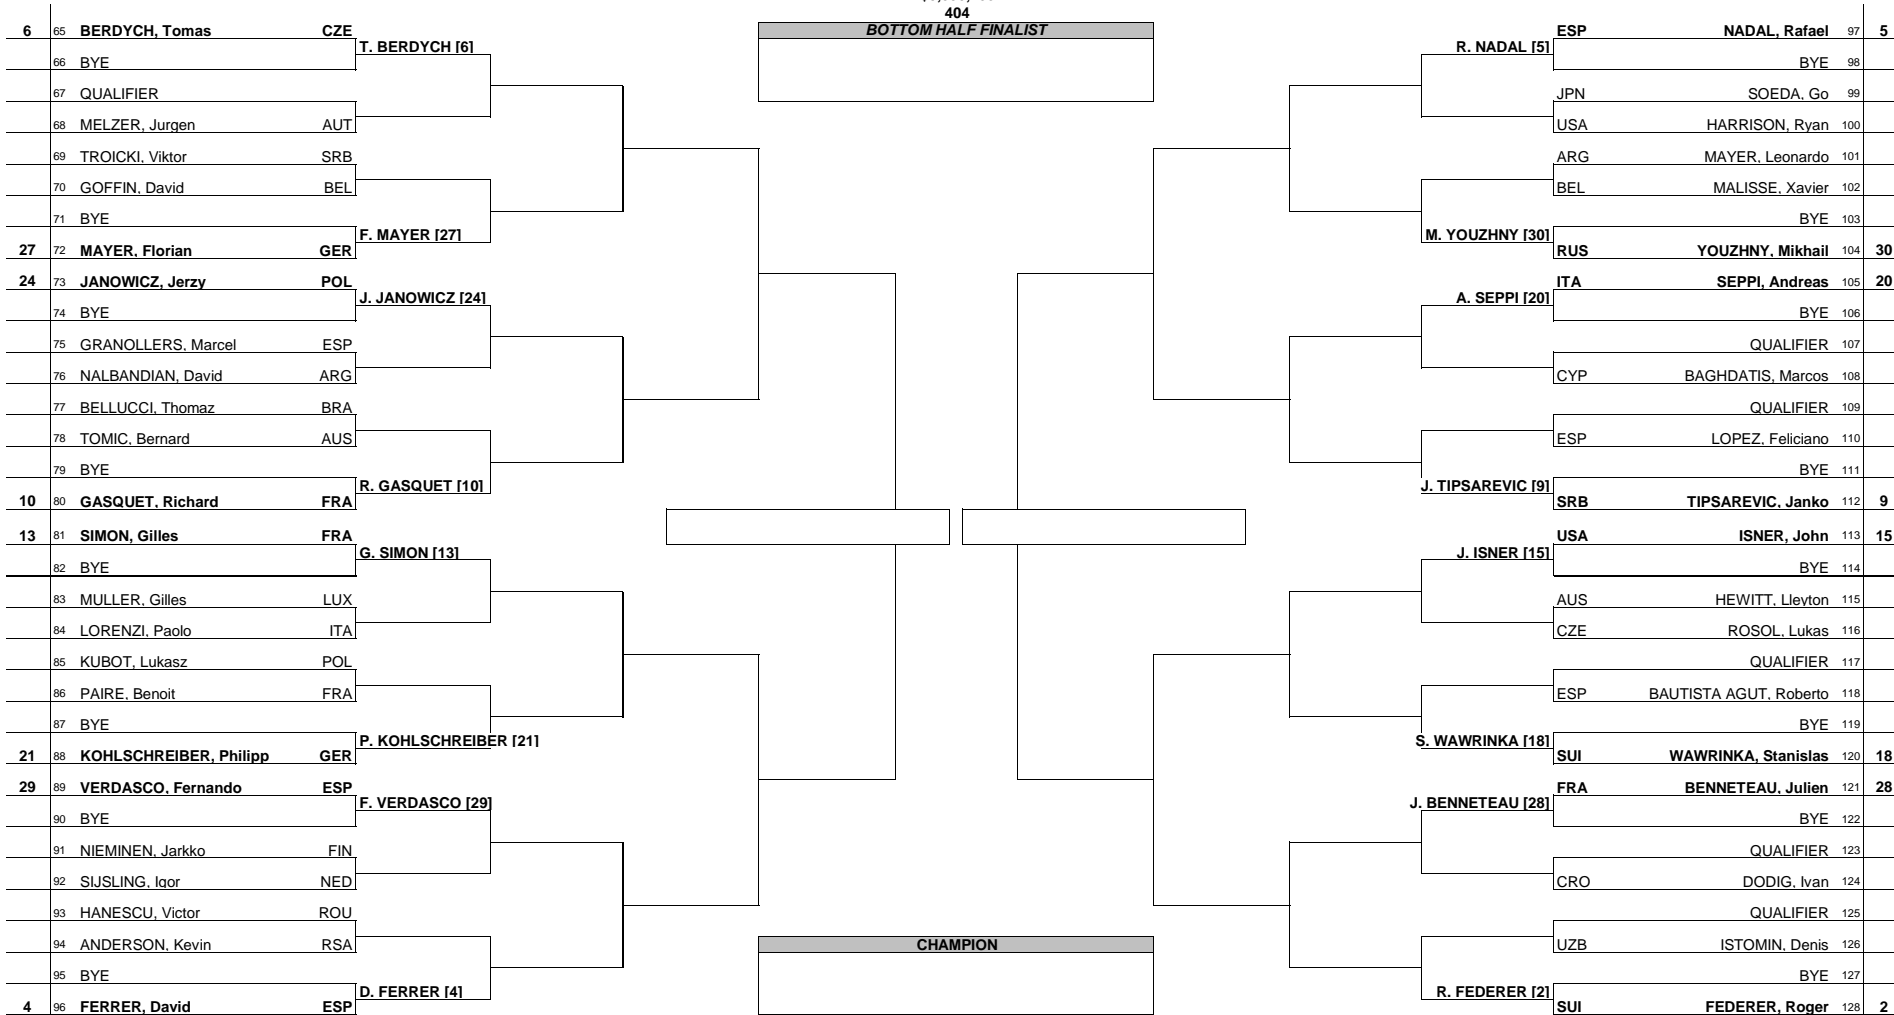 404
BOTTOM HALF FINALIST
6 65 BERDYCH, Tomas CZE
T. BERDYCH [6]
66 BYE
67 QUALIFIER
68 MELZER, Jurgen AUT
69 TROICKI, Viktor SRB
70 GOFFIN, David BEL
71 BYE
F. MAYER [27]
27 72 MAYER, Florian GER
24 73 JANOWICZ, Jerzy POL
J. JANOWICZ [24]
74 BYE
75 GRANOLLERS, Marcel ESP
76 NALBANDIAN, David ARG
77 BELLUCCI, Thomaz BRA
78 TOMIC, Bernard AUS
79 BYE
R. GASQUET [10]
10 80 GASQUET, Richard FRA
13 81 SIMON, Gilles FRA
G. SIMON [13]
82 BYE
83 MULLER, Gilles LUX
84 LORENZI, Paolo ITA
85 KUBOT, Lukasz POL
86 PAIRE, Benoit FRA
87 BYE
P. KOHLSCHREIBER [21]
21 88 KOHLSCHREIBER, Philipp GER
29 89 VERDASCO, Fernando ESP
F. VERDASCO [29]
90 BYE
91 NIEMINEN, Jarkko FIN
92 SIJSLING, Igor NED
93 HANESCU, Victor ROU
94 ANDERSON, Kevin RSA
95 BYE
D. FERRER [4]
4 96 FERRER, David ESP
CHAMPION
ESP NADAL, Rafael 97 5
R. NADAL [5]
BYE 98
JPN SOEDA, Go 99
USA HARRISON, Ryan 100
ARG MAYER, Leonardo 101
BEL MALISSE, Xavier 102
BYE 103
M. YOUZHNY [30]
RUS YOUZHNY, Mikhail 104 30
ITA SEPPI, Andreas 105 20
A. SEPPI [20]
BYE 106
QUALIFIER 107
CYP BAGHDATIS, Marcos 108
QUALIFIER 109
ESP LOPEZ, Feliciano 110
BYE 111
J. TIPSAREVIC [9]
SRB TIPSAREVIC, Janko 112 9
USA ISNER, John 113 15
J. ISNER [15]
BYE 114
AUS HEWITT, Lleyton 115
CZE ROSOL, Lukas 116
QUALIFIER 117
ESP BAUTISTA AGUT, Roberto 118
BYE 119
S. WAWRINKA [18]
SUI WAWRINKA, Stanislas 120 18
FRA BENNETEAU, Julien 121 28
J. BENNETEAU [28]
BYE 122
QUALIFIER 123
CRO DODIG, Ivan 124
QUALIFIER 125
UZB ISTOMIN, Denis 126
BYE 127
R. FEDERER [2]
SUI FEDERER, Roger 128 2